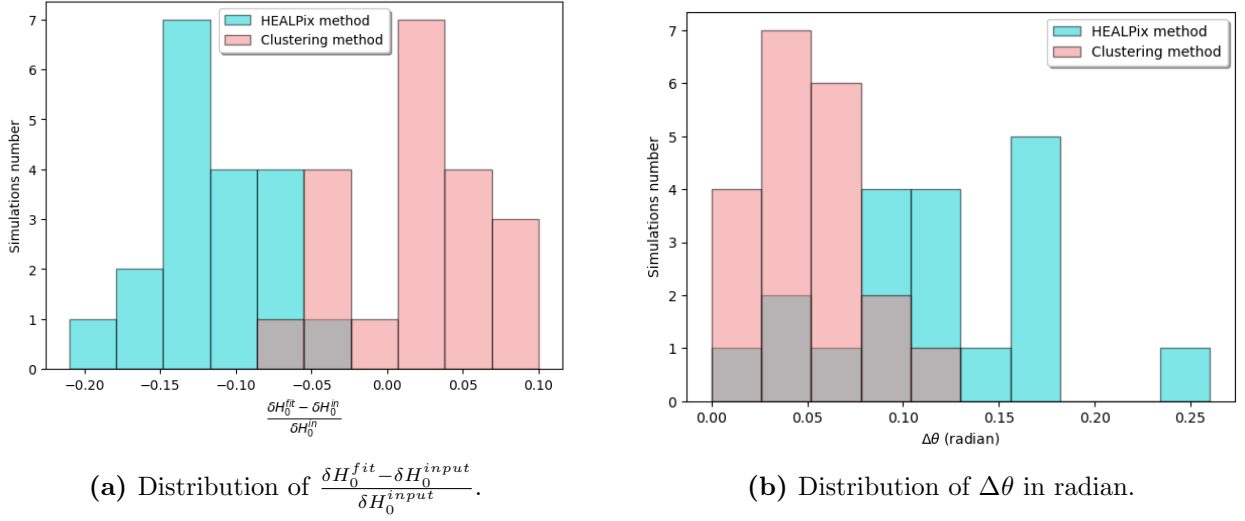 7
6
5
4
3
2
1
0
Simulations number
HEALPix method
Clustering method
−0.20 −0.15 −0.10 −0.05 0.00 0.05 0.10
δH₀^{fit} − δH₀^{in}
δH₀^{in}
(a) Distribution of \frac{δH₀^{fit}−δH₀^{input}}{δH₀^{input}}.
7
6
5
4
3
2
1
0
Simulations number
HEALPix method
Clustering method
0.00 0.05 0.10 0.15 0.20 0.25
Δθ (radian)
(b) Distribution of Δθ in radian.